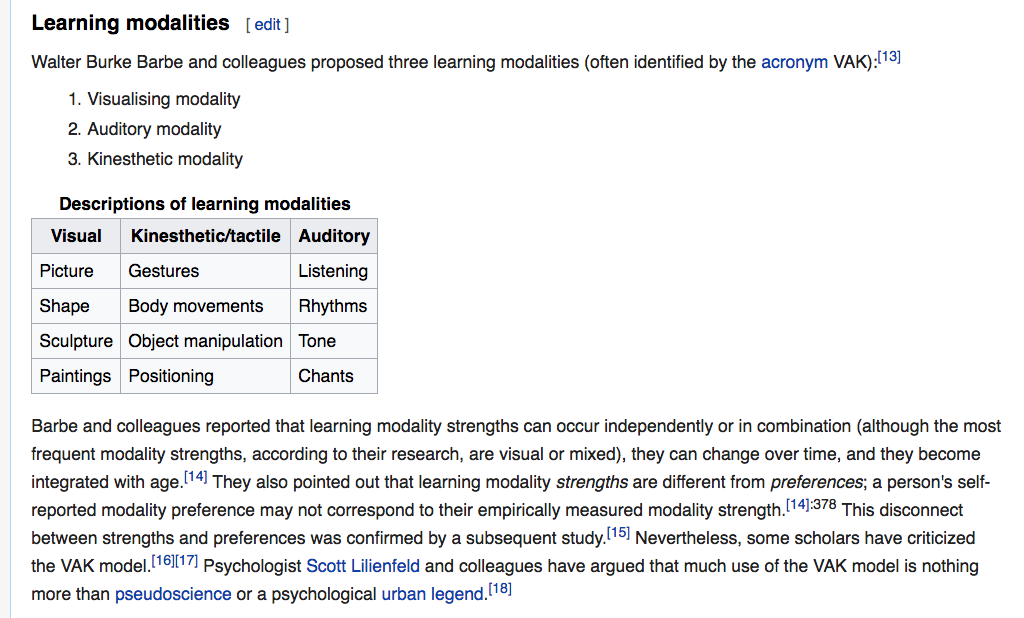 Learning modalities [ edit ]
Walter Burke Barbe and colleagues proposed three learning modalities (often identified by the acronym VAK):[13]
1. Visualising modality
2. Auditory modality
3. Kinesthetic modality
Descriptions of learning modalities
Visual Kinesthetic/tactile Auditory
Picture Gestures Listening
Shape Body movements Rhythms
Sculpture Object manipulation Tone
Paintings Positioning Chants
Barbe and colleagues reported that learning modality strengths can occur independently or in combination (although the most
frequent modality strengths, according to their research, are visual or mixed), they can change over time, and they become
integrated with age.[14] They also pointed out that learning modality strengths are different from preferences; a person's self-
reported modality preference may not correspond to their empirically measured modality strength.[14]:378 This disconnect
between strengths and preferences was confirmed by a subsequent study.[15] Nevertheless, some scholars have criticized
the VAK model.[16][17] Psychologist Scott Lilienfeld and colleagues have argued that much use of the VAK model is nothing
more than pseudoscience or a psychological urban legend.[18]